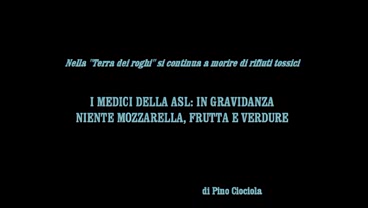 Nella "Terra dei roghi" si continua a morire di rifiuti tossici
I MEDICI DELLA ASL: IN GRAVIDANZA
NIENTE MOZZARELLA, FRUTTA E VERDURE
di Pino Ciociola